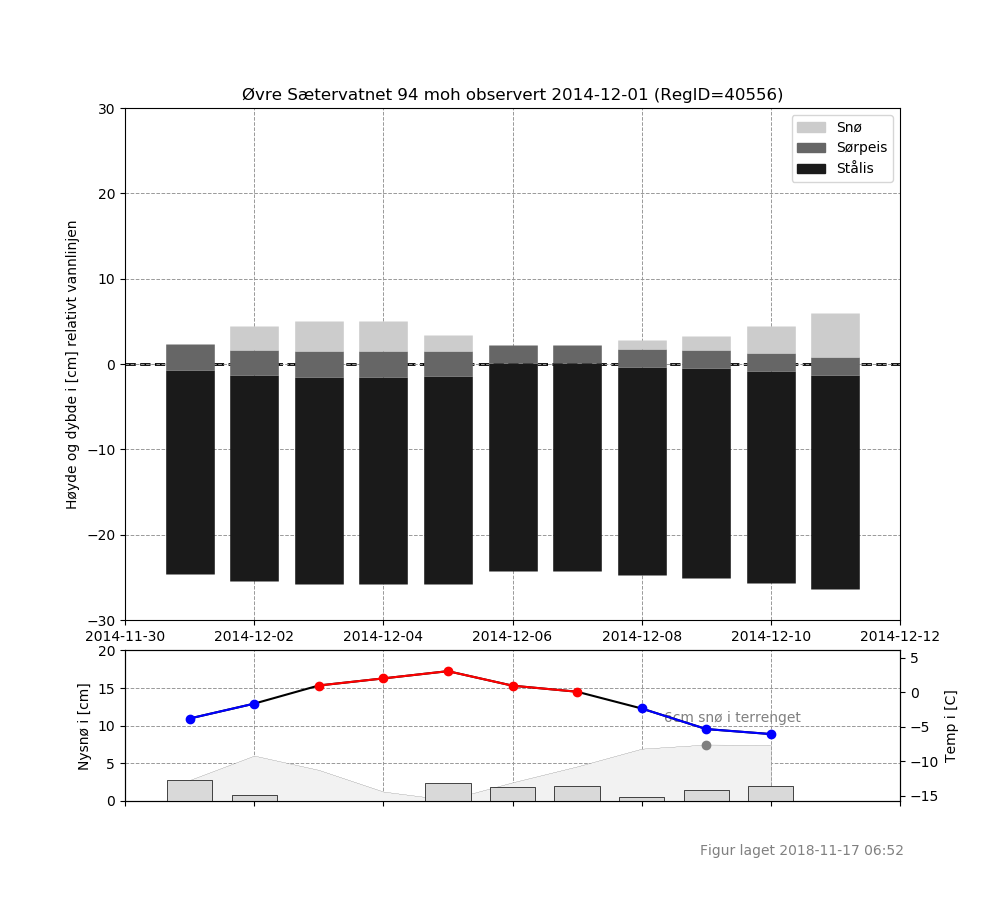 Øvre Sætervatnet 94 moh observert 2014-12-01 (RegID=40556)
Høyde og dybde i [cm] relativt vannlinjen
30
20
10
0
−10
−20
−30
Snø
Sørpeis
Stålis
2014-11-30 2014-12-02 2014-12-04 2014-12-06 2014-12-08 2014-12-10 2014-12-12
Nysnø i [cm]
20
15
10
5
0
6cm snø i terrenget
5
0
−5
−10
−15
Temp i [C]
Figur laget 2018-11-17 06:52